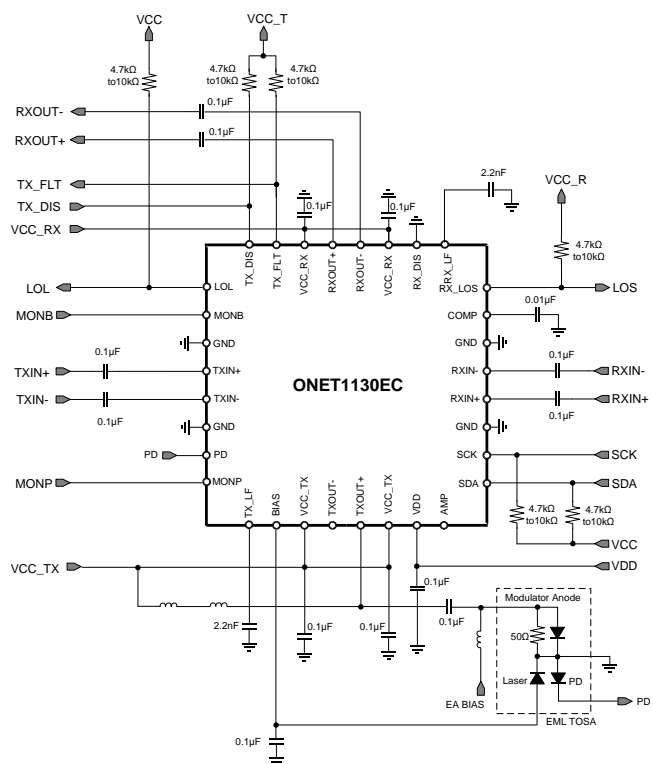 VCC
VCC_T
4.7kΩ
to10kΩ
4.7kΩ
to10kΩ
4.7kΩ
to10kΩ
0.1µF
RXOUT-
0.1µF
RXOUT+
2.2nF
VCC_R
TX_FLT
TX_DIS
0.1µF
0.1µF
VCC_RX
4.7kΩ
to10kΩ
TX_DIS
TX_FLT
VCC_RX
RXOUT+
RXOUT-
VCC_RX
RX_DIS
RRX_LF
LOL
LOL
RX_LOS
LOS
MONB
MONB
COMP
0.01µF
GND
GND
0.1µF
0.1µF
TXIN+
TXIN+
ONET1130EC
RXIN-
RXIN-
TXIN-
TXIN-
RXIN+
RXIN+
0.1µF
0.1µF
GND
GND
PD
PD
SCK
SCK
MONP
MONP
SDA
SDA
TX_LF
BIAS
VCC_TX
TXOUT-
TXOUT+
VCC_TX
VDD
AMP
4.7kΩ
to10kΩ
4.7kΩ
to10kΩ
VCC
VCC_TX
VDD
0.1µF
Modulator Anode
2.2nF
0.1µF
0.1µF
0.1µF
50Ω
Laser
PD
EA BIAS
PD
EML TOSA
0.1µF